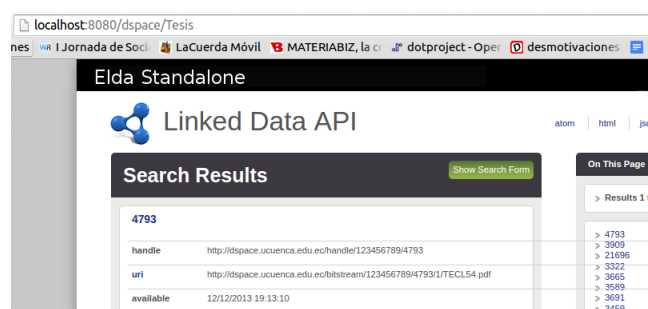 localhost:8080/dspace/Tesis
nes I Jornada de Soci LaCuerda Móvil MATERIABIZ, la c dotproject - Oper desmotivaciones
Elda Standalone
Linked Data API
atom html js
Search Results
Show Search Form
4793
handle http://dspace.ucuenca.edu.ec/handle/123456789/4793
uri http://dspace.ucuenca.edu.ec/bitstream/123456789/4793/1/TECL54.pdf
available 12/12/2013 19:13:10
On This Page
» Results 1
» 4793
» 3909
» 21696
» 3322
» 3665
» 3589
» 3691
» 3459